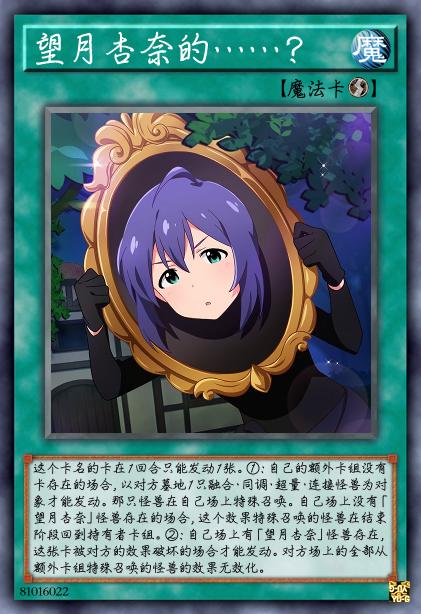 望月杏奈的……？
魔
【魔法卡】
这个卡名的卡在1回合只能发动1张。①：自己的额外卡组没有
卡存在的场合，以对方墓地1只融合·同调·超量·连接怪兽为对
象才能发动。那只怪兽在自己场上特殊召唤。自己场上没有「
望月杏奈」怪兽存在的场合，这个效果特殊召唤的怪兽在结束
阶段回到持有者卡组。②：自己场上有「望月杏奈」怪兽存在，
这张卡被对方的效果破坏的场合才能发动。对方场上的全部从
额外卡组特殊召唤的怪兽的效果无效化。
81016022